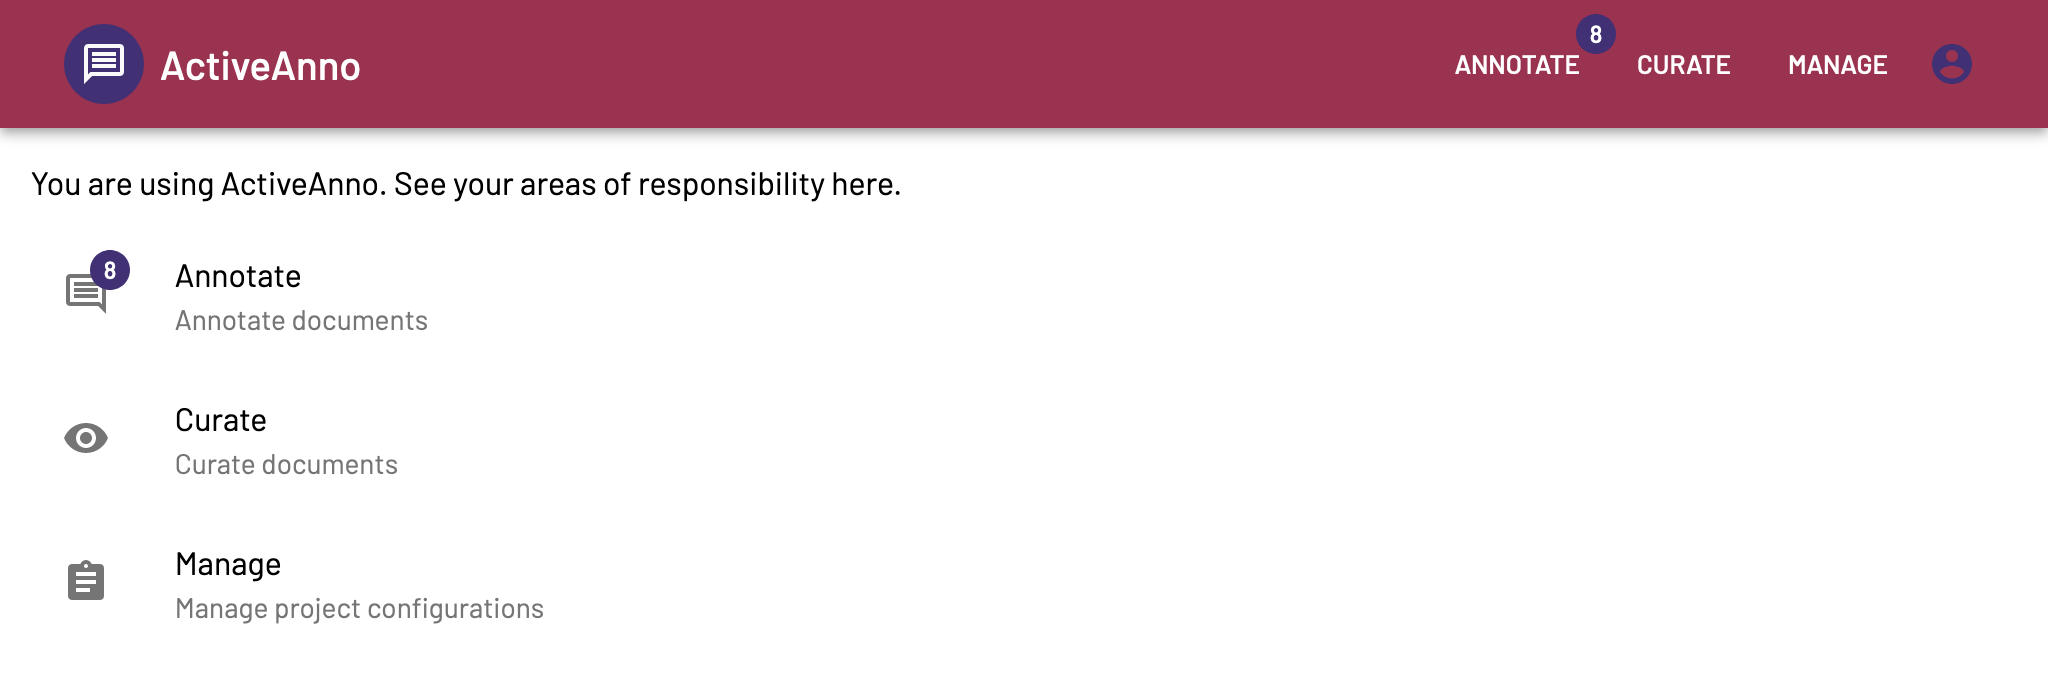 ActiveAnno
ANNOTATE 8 CURATE MANAGE
You are using ActiveAnno. See your areas of responsibility here.
8
Annotate
Annotate documents
Curate
Curate documents
Manage
Manage project configurations